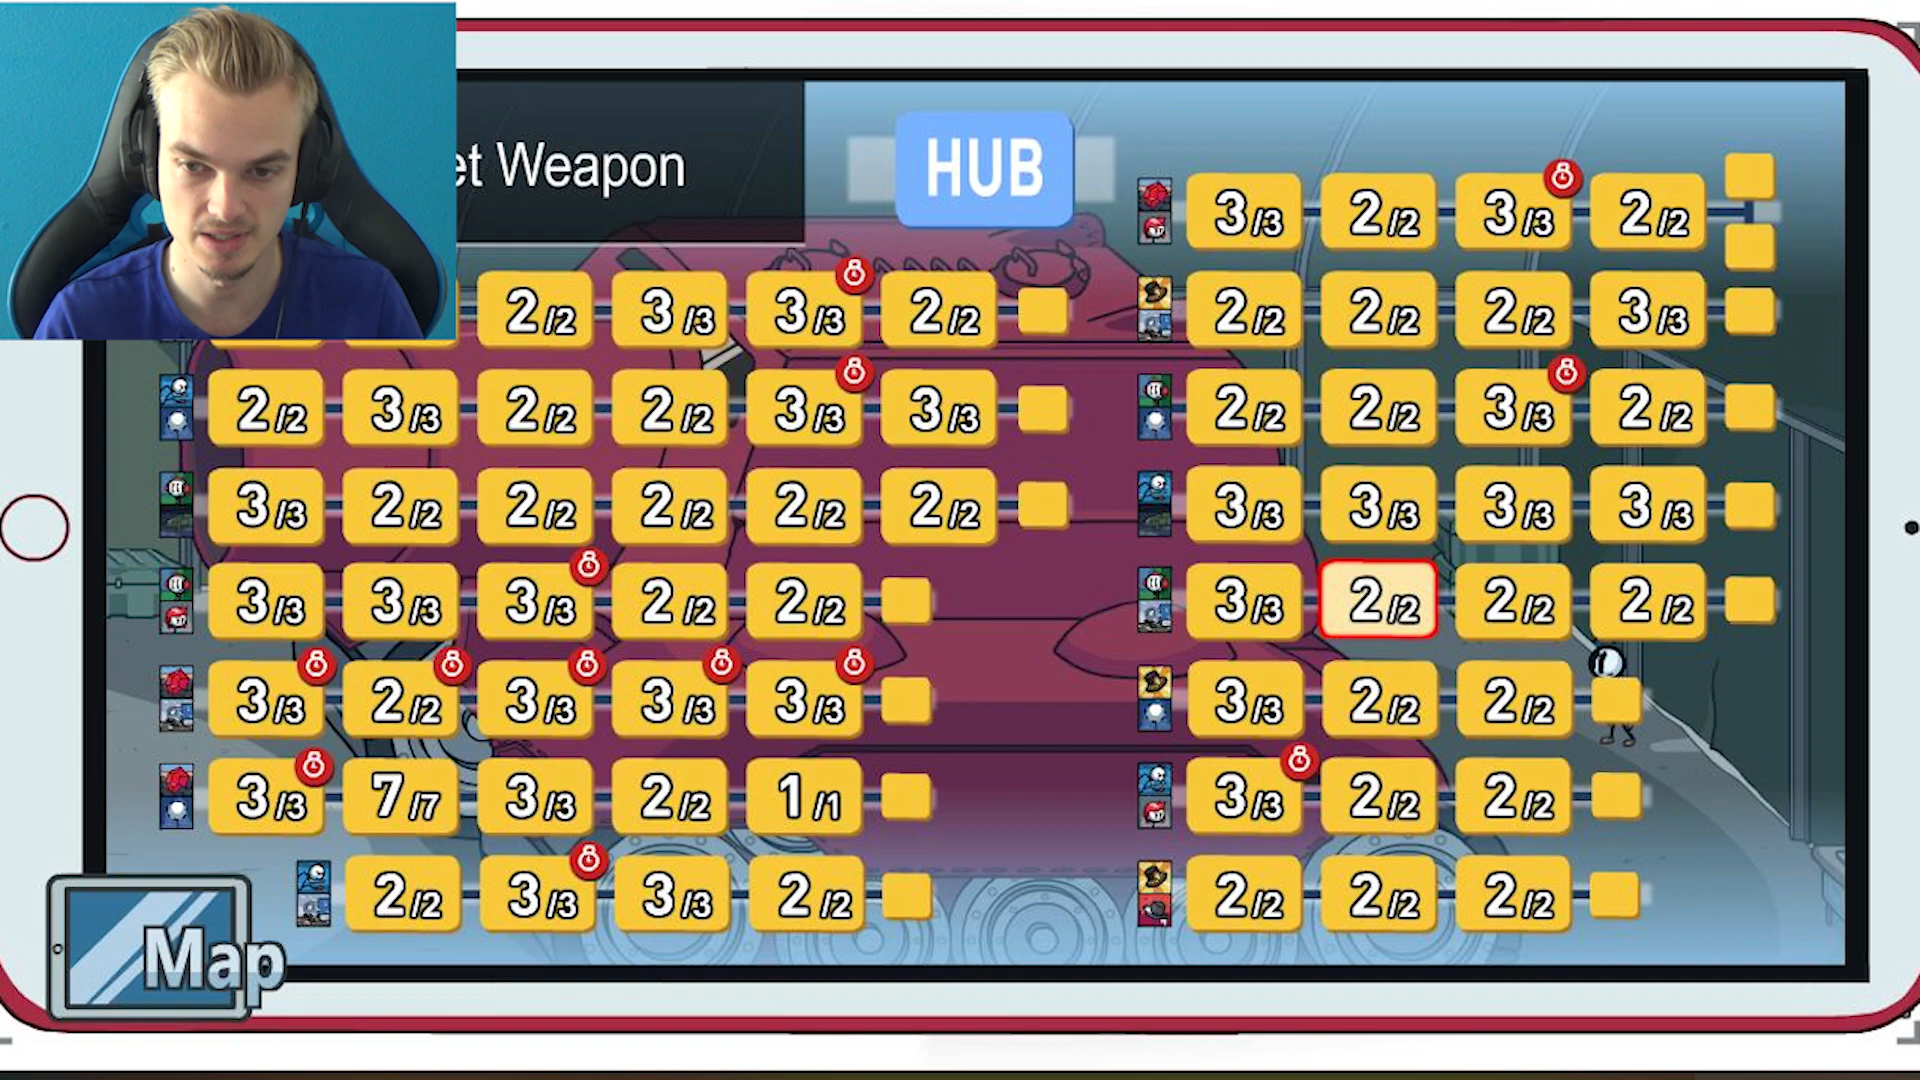 et Weapon
HUB
3/3 2/2 3/3 2/2
2/2 3/3 3/3 2/2
2/2 2/2 2/2 3/3
2/2 3/3 2/2 2/2 3/3 3/3
2/2 2/2 3/3 2/2
3/3 2/2 2/2 2/2 2/2 2/2
3/3 3/3 3/3 3/3
3/3 3/3 3/3 2/2 2/2
3/3 2/2 2/2 2/2
3/3 2/2 3/3 3/3 3/3
3/3 2/2 2/2
3/3 7/7 3/3 2/2 1/1
3/3 2/2 2/2
2/2 3/3 3/3 2/2
2/2 2/2 2/2
Map